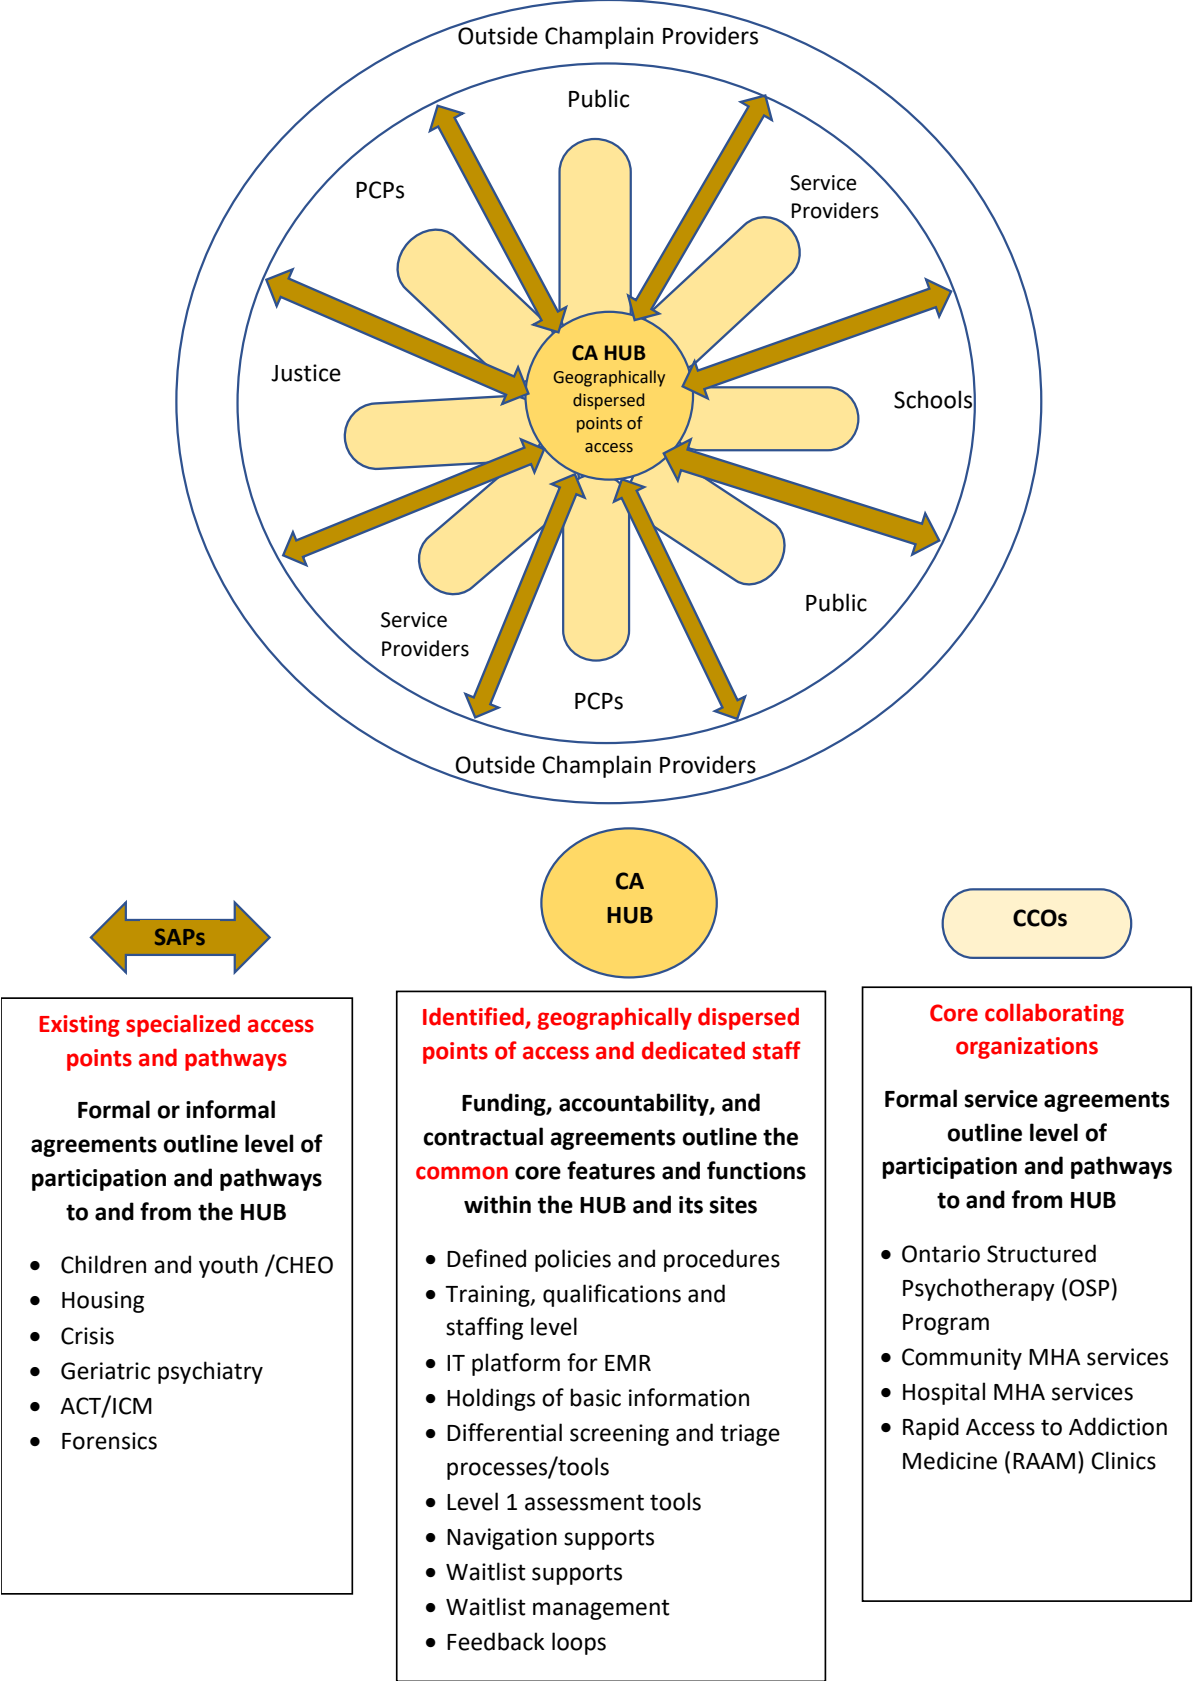 Outside Champlain Providers
Public
PCPs
Service
Providers
CA HUB
Geographically
dispersed
points of
access
Justice
Schools
Public
Service
Providers
PCPs
Outside Champlain Providers
SAPs
CA
HUB
CCOs
Existing specialized access
points and pathways
Formal or informal
agreements outline level of
participation and pathways
to and from the HUB
• Children and youth /CHEO
• Housing
• Crisis
• Geriatric psychiatry
• ACT/ICM
• Forensics
Identified, geographically dispersed
points of access and dedicated staff
Funding, accountability, and
contractual agreements outline the
common core features and functions
within the HUB and its sites
• Defined policies and procedures
• Training, qualifications and
staffing level
• IT platform for EMR
• Holdings of basic information
• Differential screening and triage
processes/tools
• Level 1 assessment tools
• Navigation supports
• Waitlist supports
• Waitlist management
• Feedback loops
Core collaborating
organizations
Formal service agreements
outline level of
participation and pathways
to and from HUB
• Ontario Structured
Psychotherapy (OSP)
Program
• Community MHA services
• Hospital MHA services
• Rapid Access to Addiction
Medicine (RAAM) Clinics